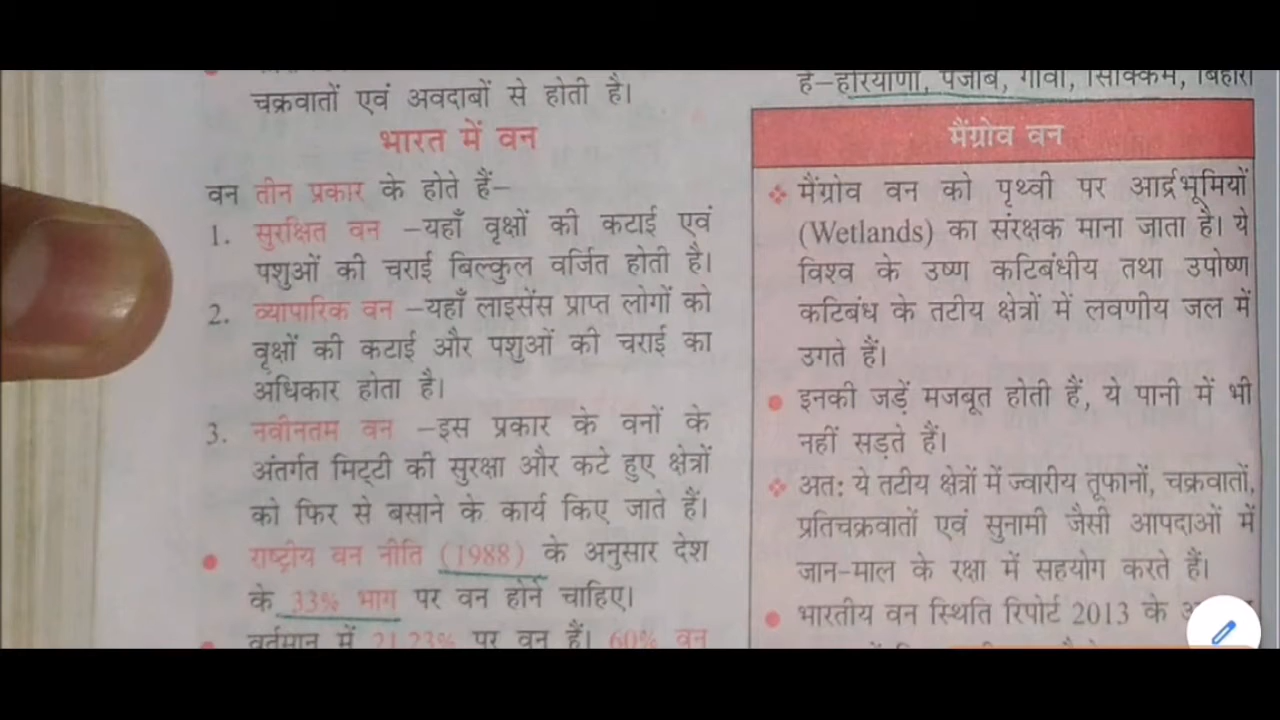 चक्रवातों एवं अवदाबों से होती है।
भारत में वन
वन तीन प्रकार के होते हैं–
1. सुरक्षित वन –यहाँ वृक्षों की कटाई एवं
पशुओं की चराई बिल्कुल वर्जित होती है।
2. व्यापारिक वन –यहाँ लाइसेंस प्राप्त लोगों को
वृक्षों की कटाई और पशुओं की चराई का
अधिकार होता है।
3. नवीनतम वन –इस प्रकार के वनों के
अंतर्गत मिट्टी की सुरक्षा और कटे हुए क्षेत्रों
को फिर से बसाने के कार्य किए जाते हैं।
राष्ट्रीय वन नीति (1988) के अनुसार देश
के 33% भाग पर वन होने चाहिए।
वर्तमान में 21.23% पर वन हैं। 60% वन
है–हरियाणा, पंजाब, गोवा, सिक्किम, बिहार।
मैंग्रोव वन
मैंग्रोव वन को पृथ्वी पर आर्द्रभूमियों
(Wetlands) का संरक्षक माना जाता है। ये
विश्व के उष्ण कटिबंधीय तथा उपोष्ण
कटिबंध के तटीय क्षेत्रों में लवणीय जल में
उगते हैं।
इनकी जड़ें मजबूत होती हैं, ये पानी में भी
नहीं सड़ते हैं।
अतः ये तटीय क्षेत्रों में ज्वारीय तूफानों, चक्रवातों,
प्रतिचक्रवातों एवं सुनामी जैसी आपदाओं में
जान-माल के रक्षा में सहयोग करते हैं।
भारतीय वन स्थिति रिपोर्ट 2013 के